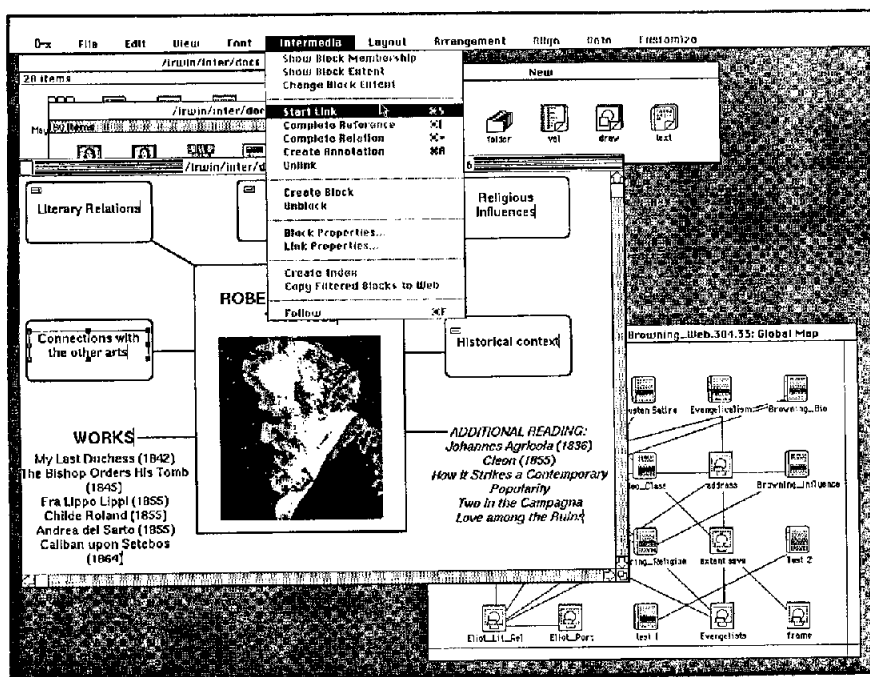 File Edit View Font Intermedia Layout Arrangement Align Data Customize
/irwin/inter/docs
20 items
/irwin/inter/doc
items
/irwin/inter/d
Show Block Membership
Show Block Extent
Change Block Extent
Start Link ⌘S
Complete Reference
Complete Relation ⌘=
Create Annotation ⌘A
Unlink
Create Block
Unblock
Block Properties...
Link Properties...
Create Index
Copy Filtered Blocks to Web
Follow ⌘F
New
folder
draw
text
Literary Relations
Religious
Influences
ROBE
Connections with
the other arts
Historical context
WORKS
My Last Duchess (1842)
The Bishop Orders His Tomb
(1845)
Fra Lippo Lippi (1855)
Childe Roland (1855)
Andrea del Sarto (1855)
Caliban upon Setebos
(1864)
ADDITIONAL READING:
Johannes Agricola (1836)
Cleon (1855)
How It Strikes a Contemporary
Popularity
Two in the Campagna
Love among the Ruins
Browning_Web.304.33: Global Map
Evangelicalism
Browning_Bio
address
Browning_Influence
extent save
Test 2
Eliot_Lit_Rel
Eliot_Port
test 1
Evangelists
frame